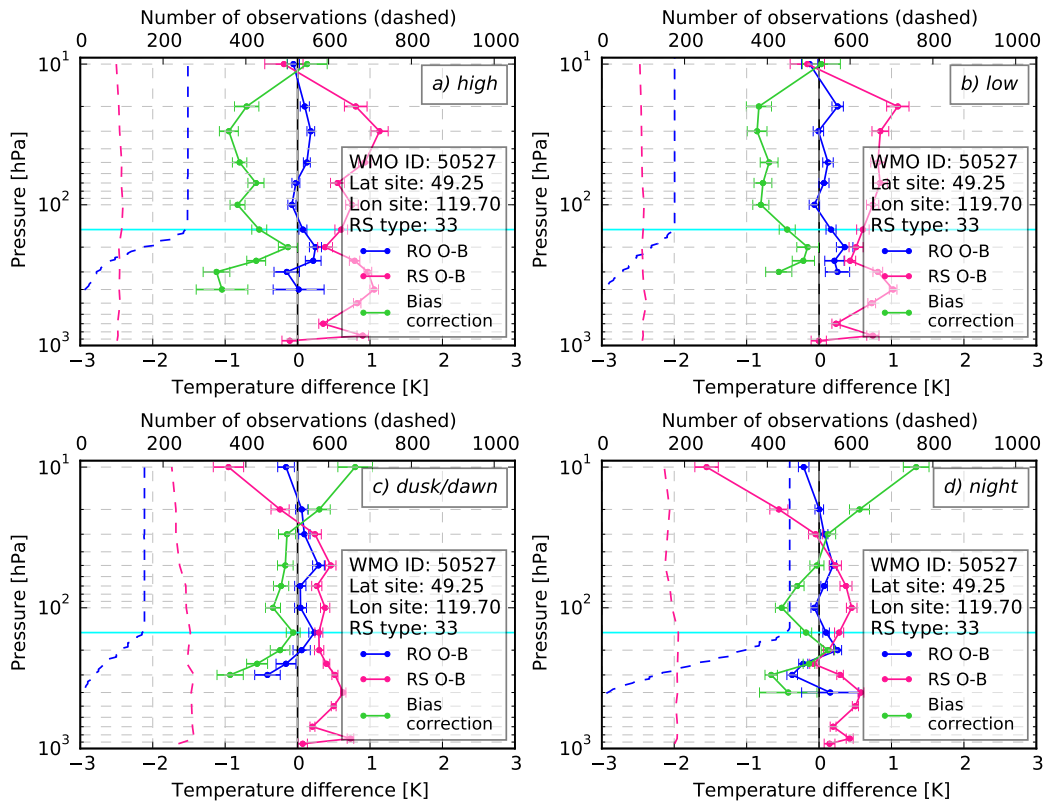 Number of observations (dashed)
0 200 400 600 800 1000
a) high
10¹
10²
10³
Pressure [hPa]
WMO ID: 50527
Lat site: 49.25
Lon site: 119.70
RS type: 33
RO O-B
RS O-B
Bias
correction
−3 −2 −1 0 1 2 3
Temperature difference [K]
Number of observations (dashed)
0 200 400 600 800 1000
b) low
10¹
10²
10³
Pressure [hPa]
WMO ID: 50527
Lat site: 49.25
Lon site: 119.70
RS type: 33
RO O-B
RS O-B
Bias
correction
−3 −2 −1 0 1 2 3
Temperature difference [K]
Number of observations (dashed)
0 200 400 600 800 1000
c) dusk/dawn
10¹
10²
10³
Pressure [hPa]
WMO ID: 50527
Lat site: 49.25
Lon site: 119.70
RS type: 33
RO O-B
RS O-B
Bias
correction
−3 −2 −1 0 1 2 3
Temperature difference [K]
Number of observations (dashed)
0 200 400 600 800 1000
d) night
10¹
10²
10³
Pressure [hPa]
WMO ID: 50527
Lat site: 49.25
Lon site: 119.70
RS type: 33
RO O-B
RS O-B
Bias
correction
−3 −2 −1 0 1 2 3
Temperature difference [K]